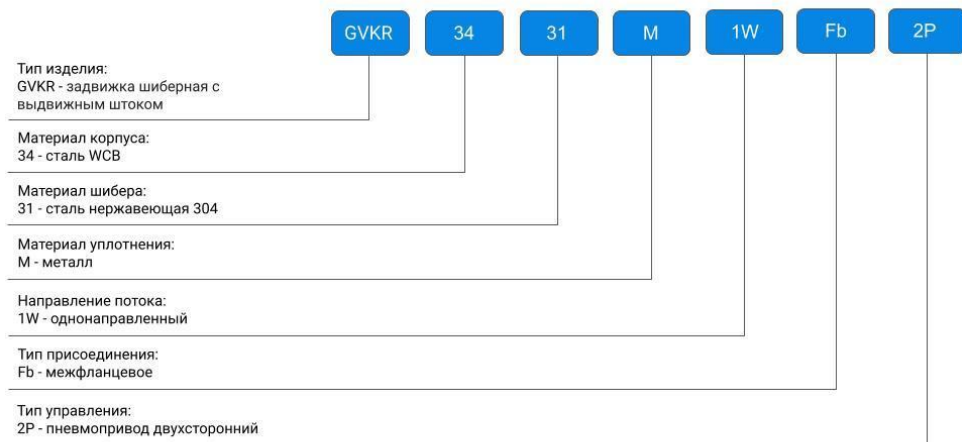 GVKR 34 31 M 1W Fb 2P
Тип изделия:
GVKR - задвижка шиберная с
выдвижным штоком
Материал корпуса:
34 - сталь WCB
Материал шибера:
31 - сталь нержавеющая 304
Материал уплотнения:
M - металл
Направление потока:
1W - однонаправленный
Тип присоединения:
Fb - межфланцевое
Тип управления:
2P - пневмопривод двухсторонний